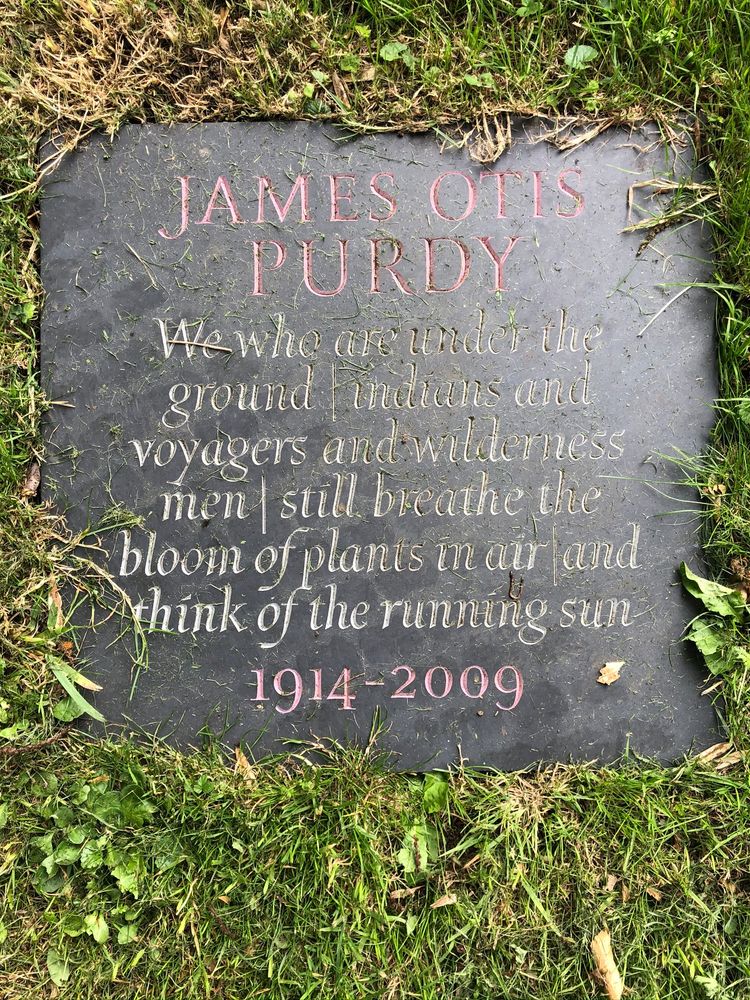 JAMES OTIS
PURDY
We who are under the
ground | indians and
voyagers and wilderness
men | still breathe the
bloom of plants in air | and
think of the running sun
1914-2009